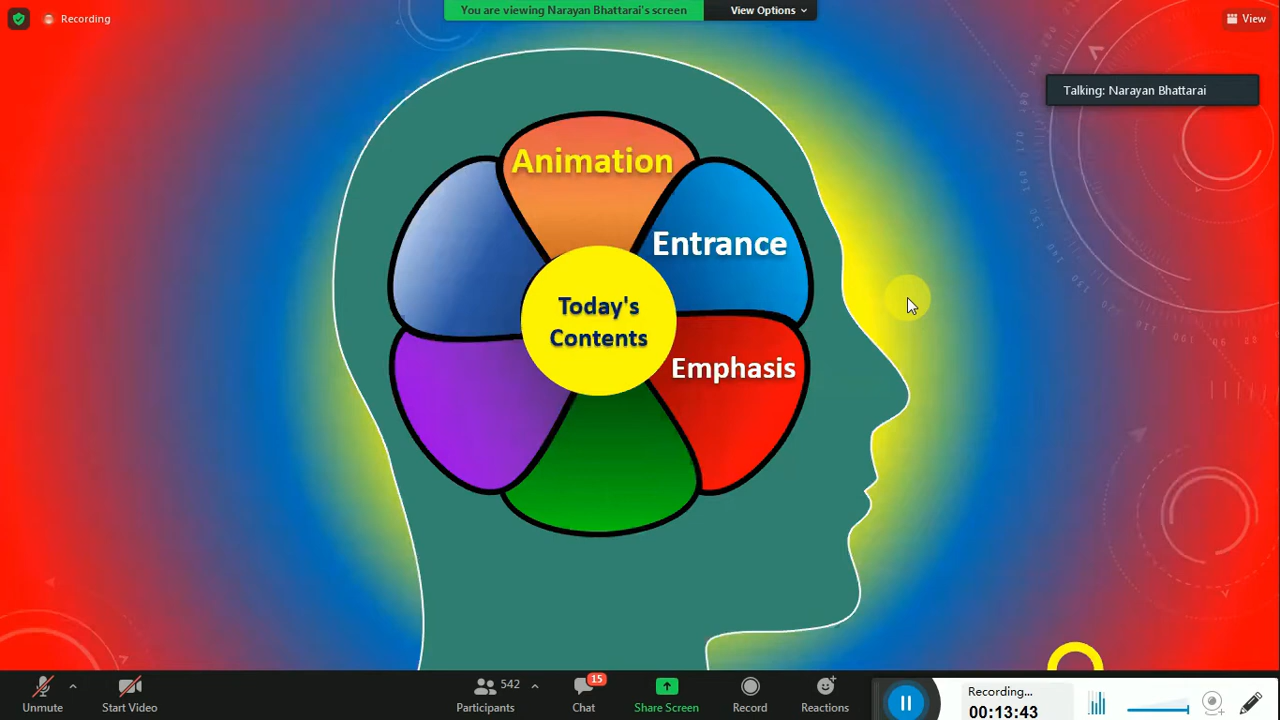 You are viewing Narayan Bhattarai's screen
View Options
Recording
View
Talking: Narayan Bhattarai
Animation
Entrance
Today's
Contents
Emphasis
Unmute
Start Video
542
Participants
15
Chat
Share Screen
Record
Reactions
Recording...
00:13:43